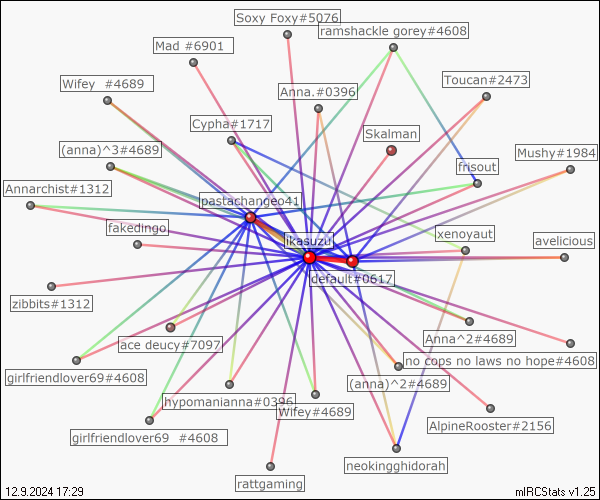 Soxy Foxy#5076
ramshackle gorey#4608
Mad #6901
Wifey #4689
Toucan#2473
Anna.#0396
Cypha#1717
Skalman
(anna)^3#4689
Mushy#1984
frisout
Annarchist#1312
pastachangeo41
fakedingo
xenoyaut
ikasuzu
avelicious
default#0617
zibbits#1312
Anna^2#4689
ace deucy#7097
no cops no laws no hope#4608
girlfriendlover69#4608
(anna)^2#4689
hypomanianna#0396
Wifey#4689
AlpineRooster#2156
girlfriendlover69 #4608
neokingghidorah
rattgaming
12.9.2024 17:29
mIRCStats v1.25